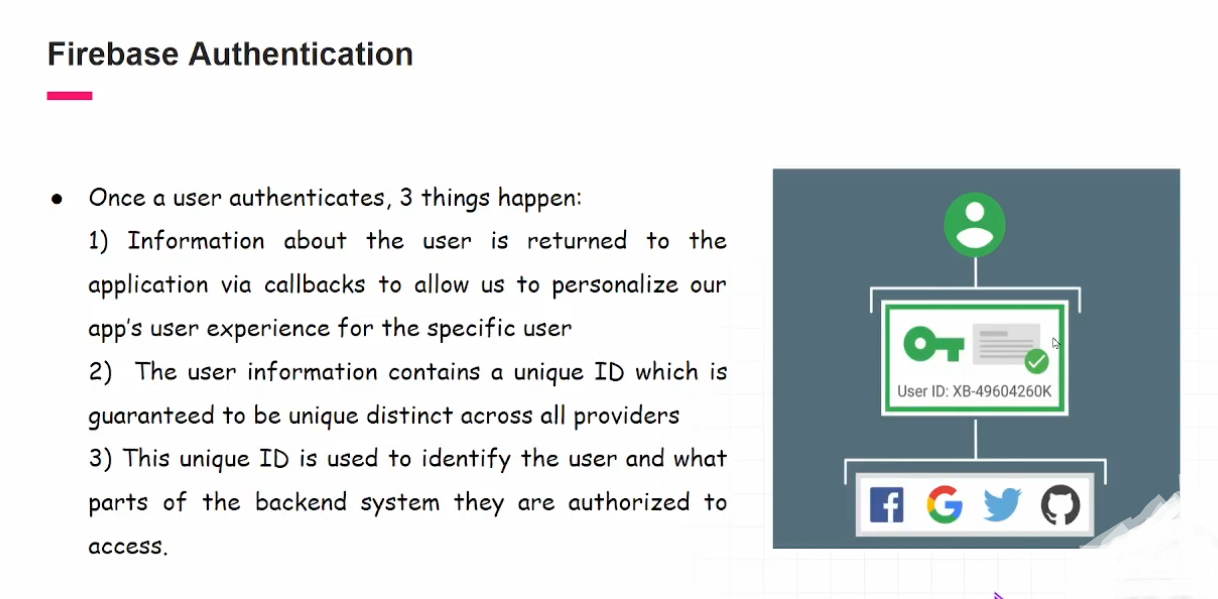 Firebase Authentication
● Once a user authenticates, 3 things happen:
1) Information about the user is returned to the
application via callbacks to allow us to personalize our
app's user experience for the specific user
2) The user information contains a unique ID which is
guaranteed to be unique distinct across all providers
3) This unique ID is used to identify the user and what
parts of the backend system they are authorized to
access.
User ID: XB-49604260K